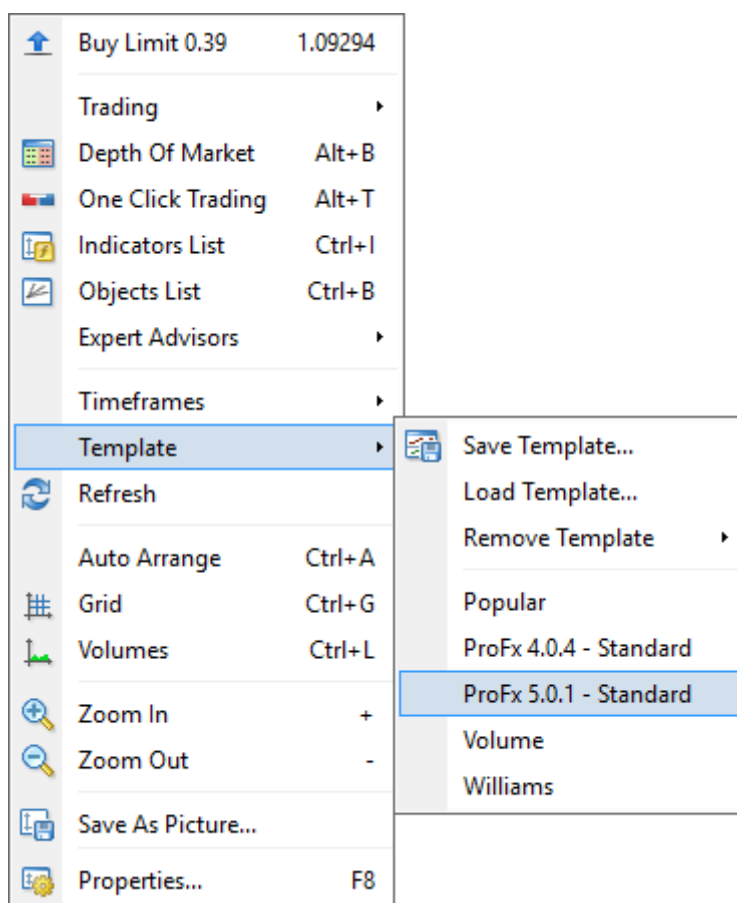 Buy Limit 0.39 1.09294
Trading
Depth Of Market Alt+B
One Click Trading Alt+T
Indicators List Ctrl+I
Objects List Ctrl+B
Expert Advisors
Timeframes
Template
Refresh
Auto Arrange Ctrl+A
Grid Ctrl+G
Volumes Ctrl+L
Zoom In +
Zoom Out -
Save As Picture...
Properties... F8
Save Template...
Load Template...
Remove Template
Popular
ProFx 4.0.4 - Standard
ProFx 5.0.1 - Standard
Volume
Williams